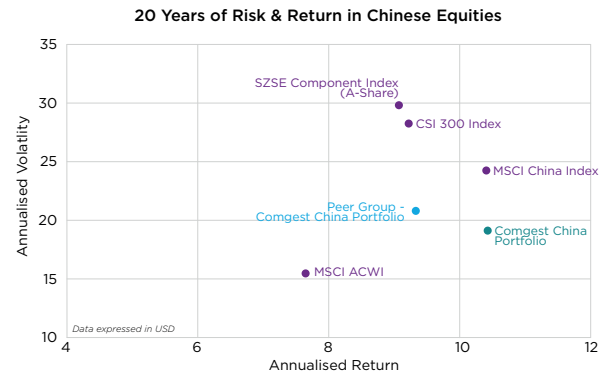 20 Years of Risk & Return in Chinese Equities
35
30
25
20
15
10
Annualised Volatlity
SZSE Component Index
(A-Share)
CSI 300 Index
MSCI China Index
Peer Group -
Comgest China Portfolio
Comgest China
Portfolio
MSCI ACWI
Data expressed in USD
4
6
8
10
12
Annualised Return